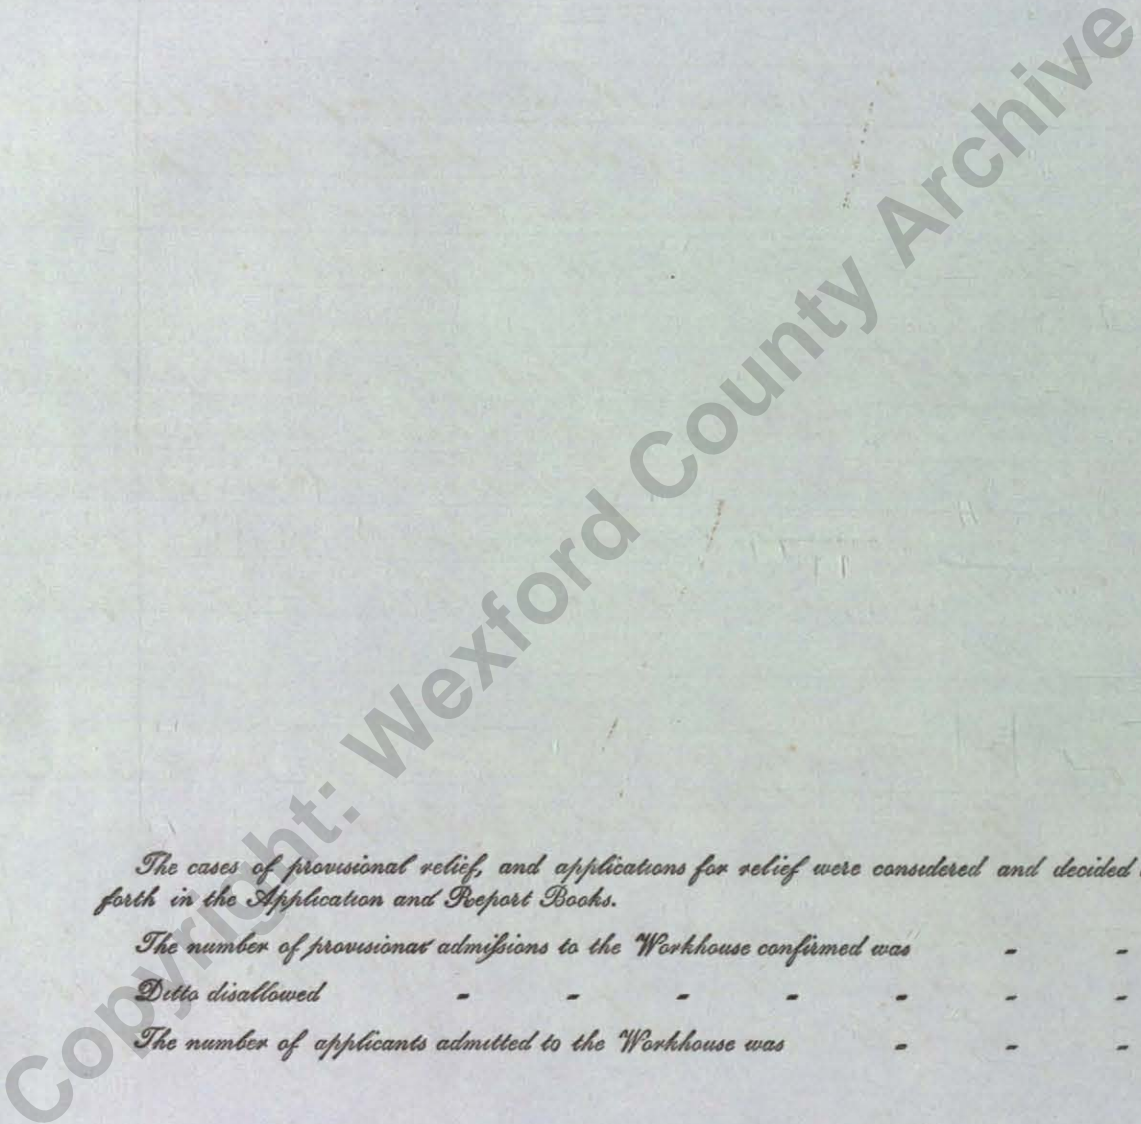 The cases of provisional relief, and applications for relief were considered and decided
forth in the Application and Report Books.
The number of provisional admissions to the Workhouse confirmed was - -
Ditto disallowed - - - - - - -
The number of applicants admitted to the Workhouse was - - -
Copyright: Wexford County Archive